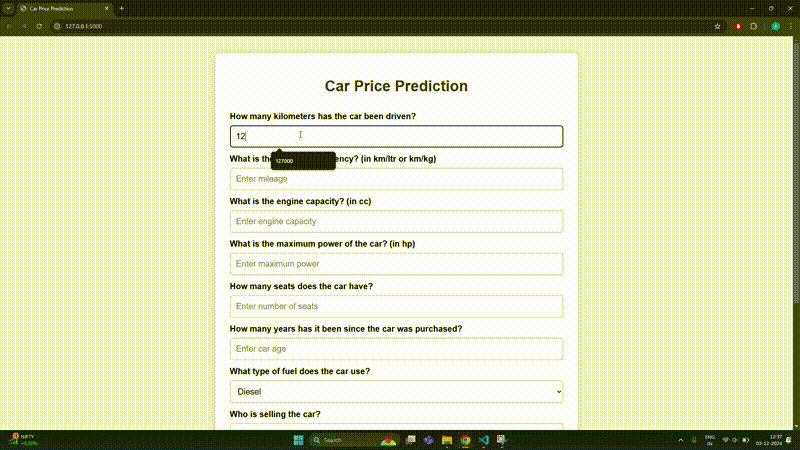 Car Price Prediction
127.0.0.1:5000
Car Price Prediction
How many kilometers has the car been driven?
12
127000
What is the ency? (in km/ltr or km/kg)
Enter mileage
What is the engine capacity? (in cc)
Enter engine capacity
What is the maximum power of the car? (in hp)
Enter maximum power
How many seats does the car have?
Enter number of seats
How many years has it been since the car was purchased?
Enter car age
What type of fuel does the car use?
Diesel
Who is selling the car?
NIFTY
+0.60%
Search
ENG
IN
12:37
03-12-2024